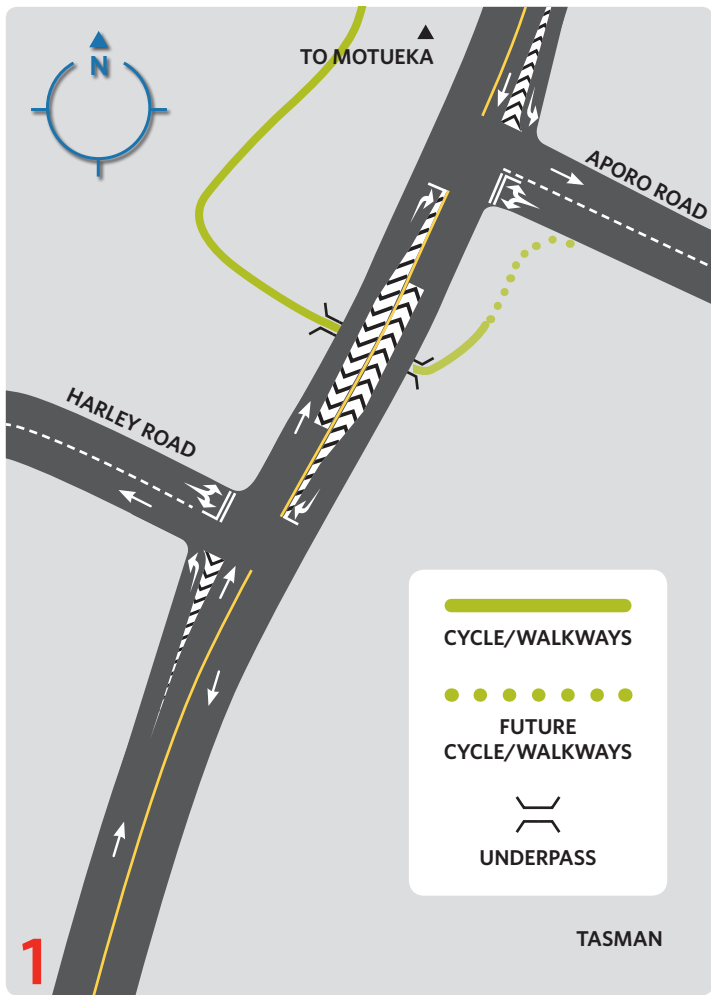 N
TO MOTUEKA
APORO ROAD
HARLEY ROAD
CYCLE/WALKWAYS
FUTURE
CYCLE/WALKWAYS
UNDERPASS
TASMAN
1